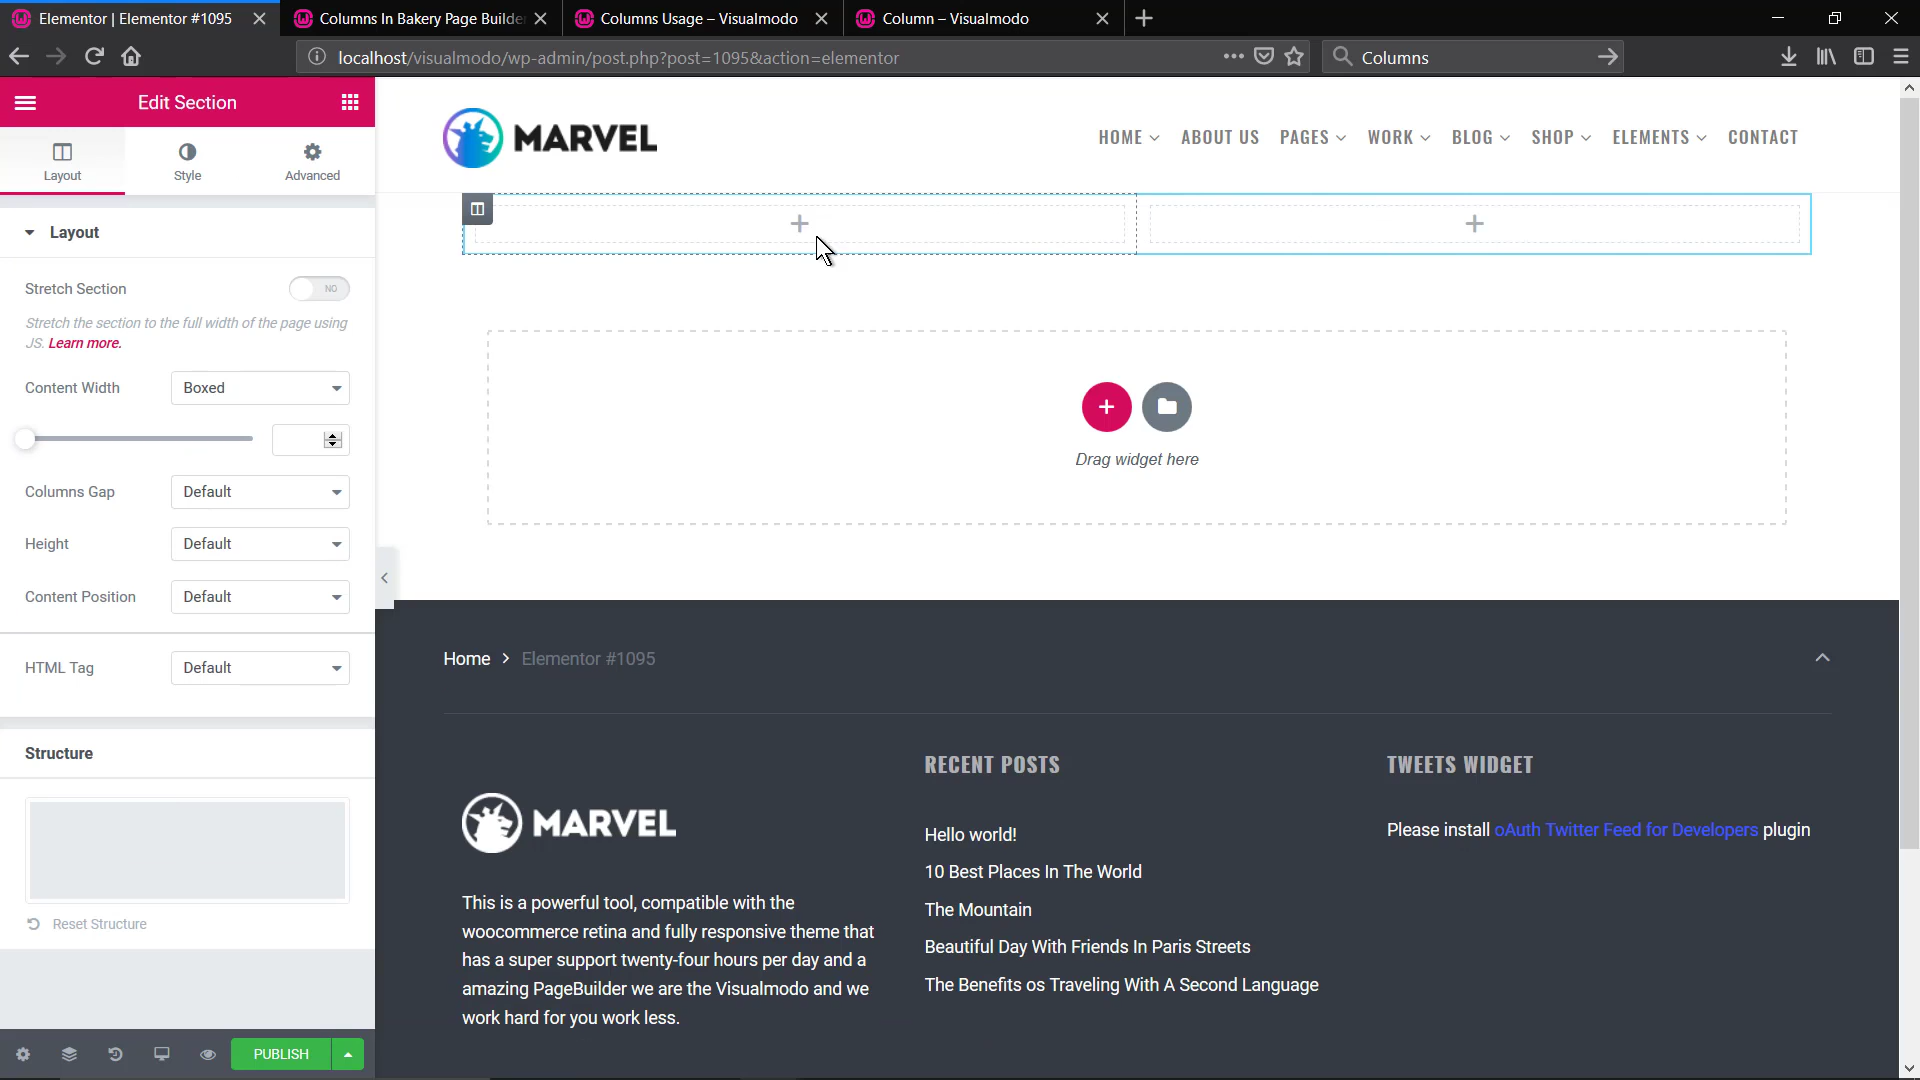 Elementor | Elementor #1095
Columns In Bakery Page Builder
Columns Usage – Visualmodo
Column – Visualmodo
localhost/visualmodo/wp-admin/post.php?post=1095&action=elementor
Columns
Edit Section
Layout
Style
Advanced
Layout
Stretch Section
NO
Stretch the section to the full width of the page using
JS. Learn more.
Content Width
Boxed
Columns Gap
Default
Height
Default
Content Position
Default
HTML Tag
Default
Structure
Reset Structure
PUBLISH
MARVEL
HOME
ABOUT US
PAGES
WORK
BLOG
SHOP
ELEMENTS
CONTACT
Drag widget here
Home > Elementor #1095
MARVEL
This is a powerful tool, compatible with the
woocommerce retina and fully responsive theme that
has a super support twenty-four hours per day and a
amazing PageBuilder we are the Visualmodo and we
work hard for you work less.
RECENT POSTS
Hello world!
10 Best Places In The World
The Mountain
Beautiful Day With Friends In Paris Streets
The Benefits os Traveling With A Second Language
TWEETS WIDGET
Please install oAuth Twitter Feed for Developers plugin